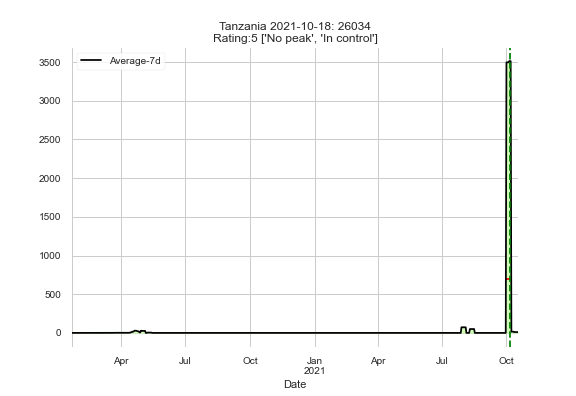 Tanzania 2021-10-18: 26034
Rating:5 ['No peak', 'In control']
Average-7d
3500
3000
2500
2000
1500
1000
500
0
Apr Jul Oct Jan Apr Jul Oct
2021
Date